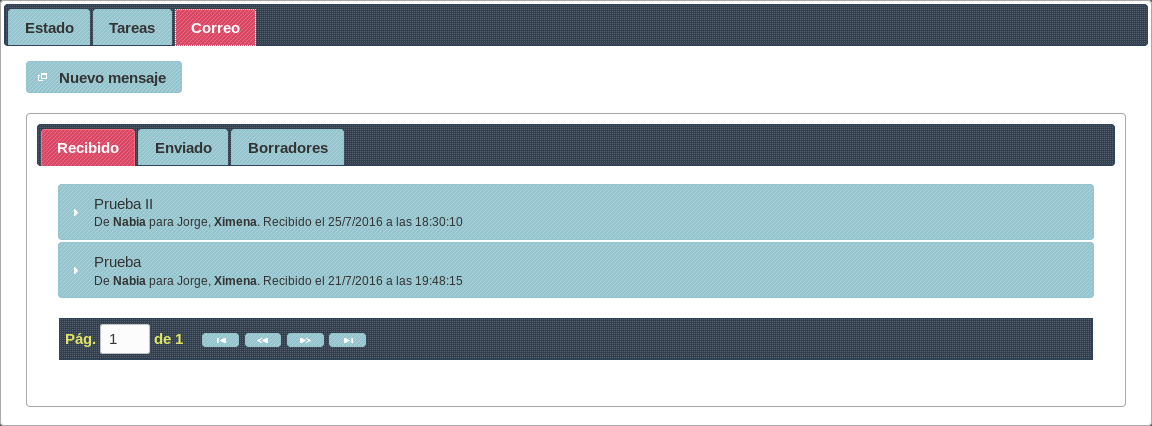 Estado Tareas Correo
Nuevo mensaje
Recibido Enviado Borradores
Prueba II
De Nabia para Jorge, Ximena. Recibido el 25/7/2016 a las 18:30:10
Prueba
De Nabia para Jorge, Ximena. Recibido el 21/7/2016 a las 19:48:15
Pág. 1 de 1